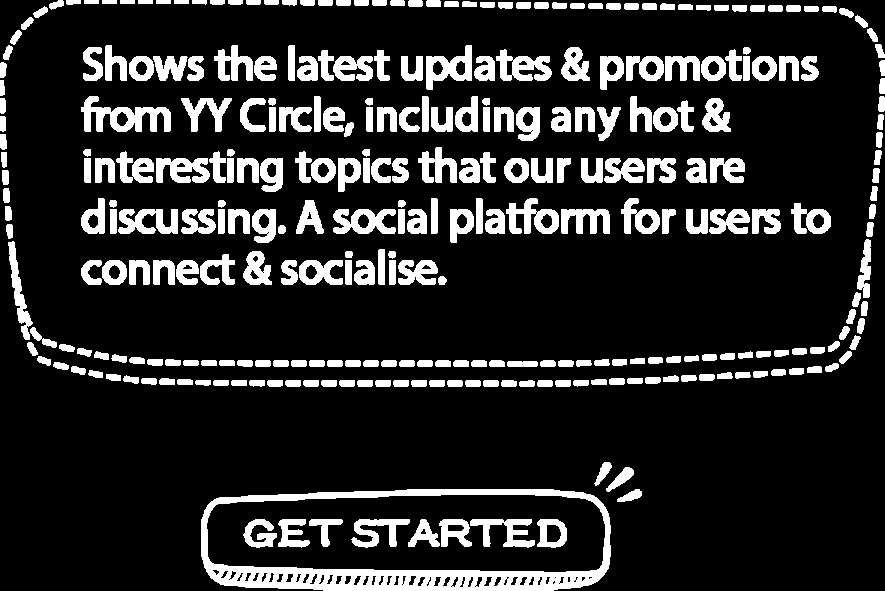 Shows the latest updates & promotions
from YY Circle, including any hot &
interesting topics that our users are
discussing. A social platform for users to
connect & socialise.
GET STARTED